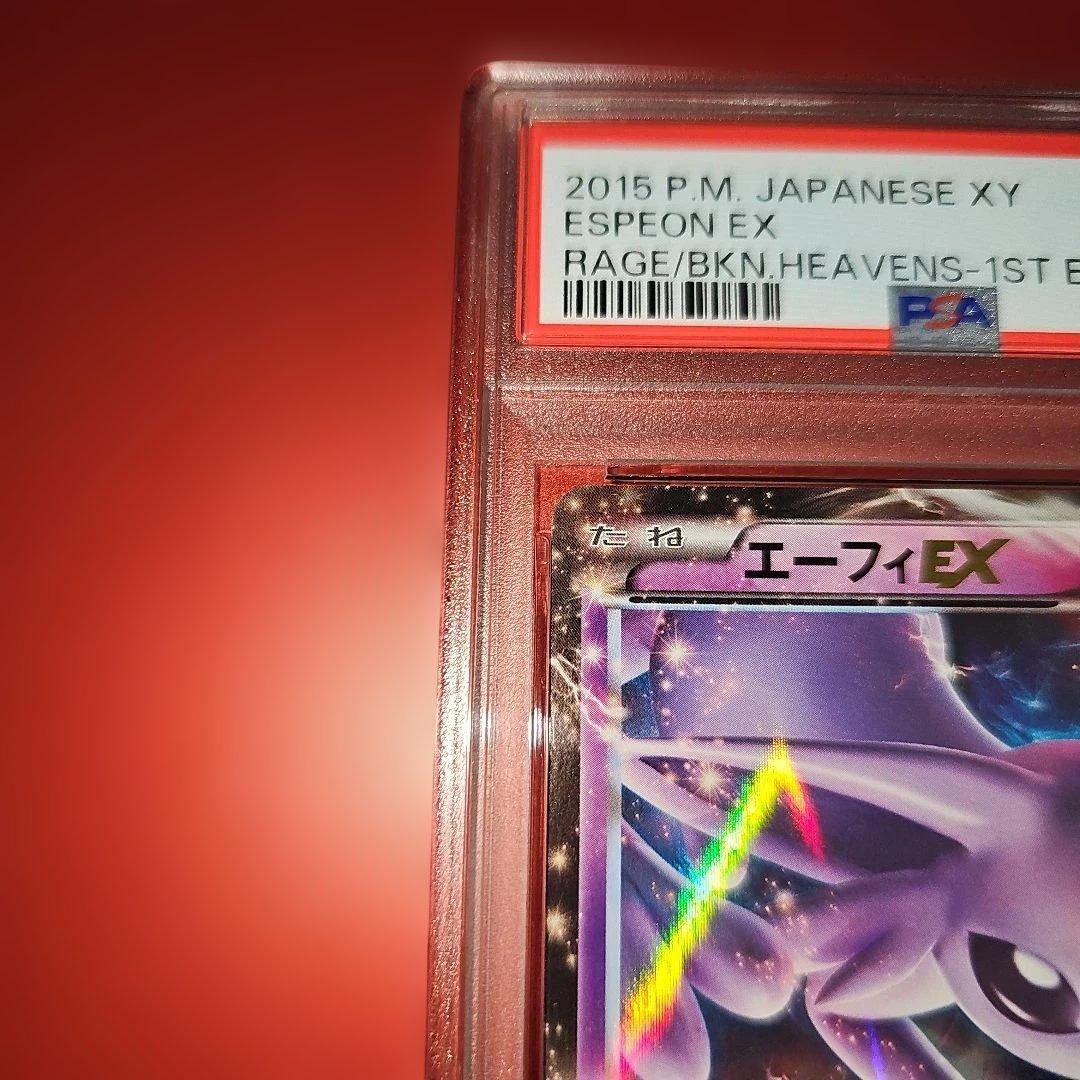 2015 P.M. JAPANESE XY
ESPEON EX
RAGE/BKN.HEAVENS-1ST E
PSA
たね
エーフィEX